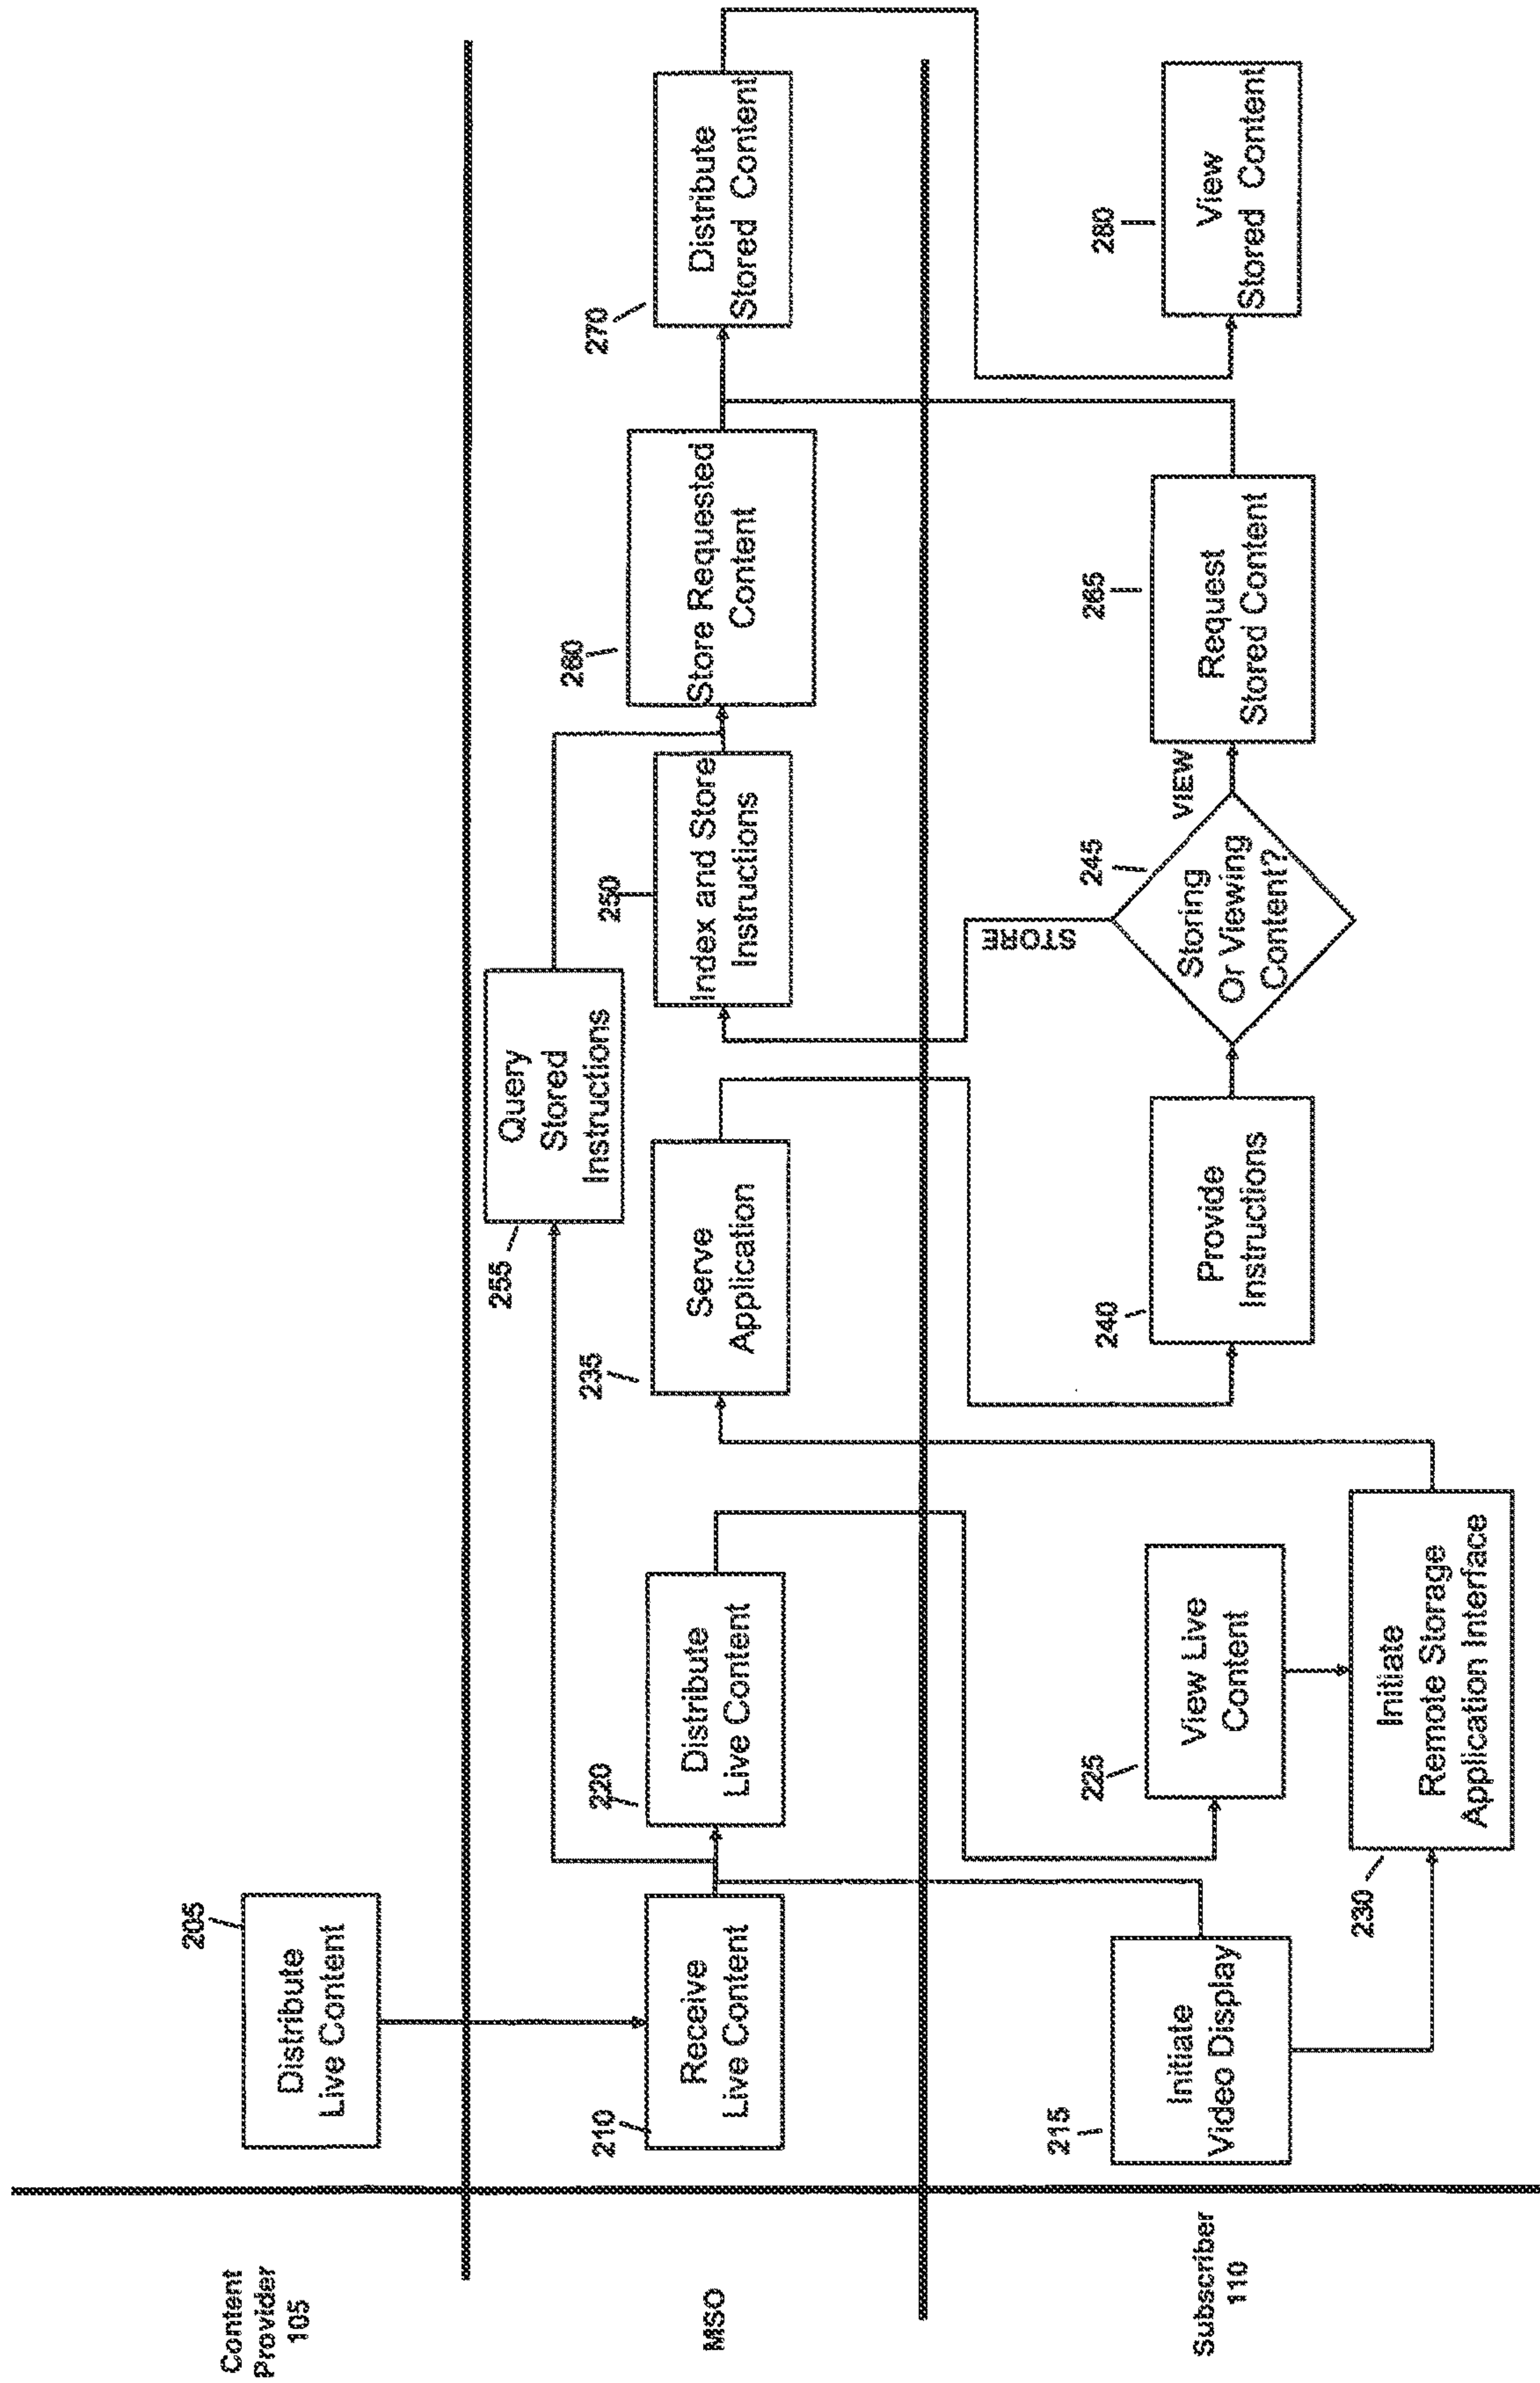 Content
Provider
105
205
Distribute
Live Content
MSO
210
Receive
Live Content
220
Distribute
Live Content
255
Query
Stored
Instructions
235
Serve
Application
250
Index and Store
Instructions
260
Store Requested
Content
270
Distribute
Stored Content
Subscriber
110
215
Initiate
Video Display
225
View Live
Content
230
Initiate
Remote Storage
Application Interface
240
Provide
Instructions
245
Storing
Or Viewing
Content?
STORE
VIEW
265
Request
Stored Content
280
View
Stored Content